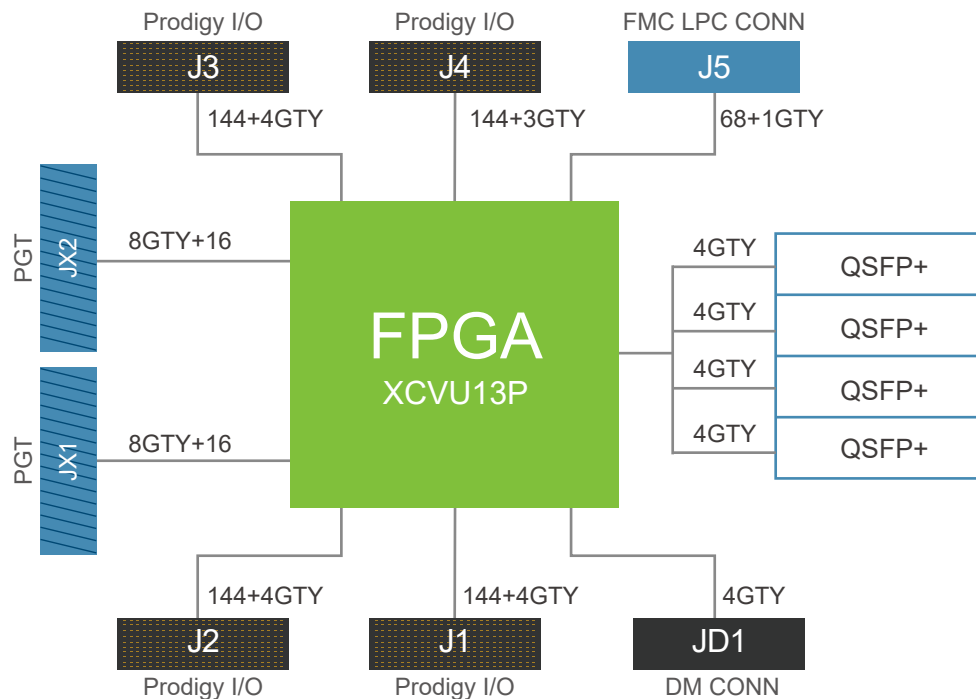 Prodigy I/O
Prodigy I/O
FMC LPC CONN
J3
J4
J5
144+4GTY
144+3GTY
68+1GTY
PGT
JX2
8GTY+16
PGT
JX1
8GTY+16
FPGA
XCVU13P
4GTY
QSFP+
4GTY
QSFP+
4GTY
QSFP+
4GTY
QSFP+
144+4GTY
144+4GTY
4GTY
J2
J1
JD1
Prodigy I/O
Prodigy I/O
DM CONN